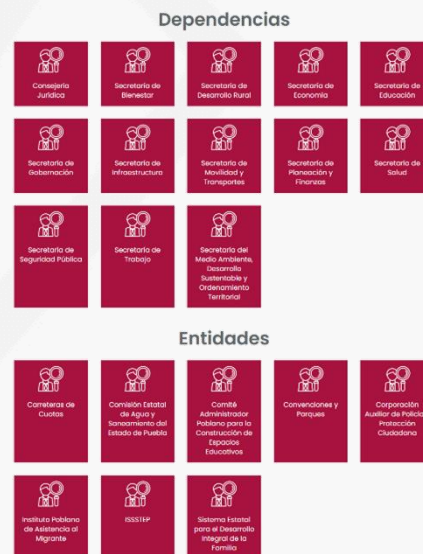 Dependencias
Consejería
Jurídica
Secretaría de
Bienestar
Secretaría de
Desarrollo Rural
Secretaría de
Economía
Secretaría de
Educación
Secretaría de
Gobernación
Secretaría de
Infraestructura
Secretaría de
Movilidad y
Transportes
Secretaría de
Planeación y
Finanzas
Secretaría de
Salud
Secretaría de
Seguridad Pública
Secretaría de
Trabajo
Secretaría del
Medio Ambiente,
Desarrollo
Sustentable y
Ordenamiento
Territorial
Entidades
Carreteras de
Cuotas
Comisión Estatal
de Agua y
Saneamiento del
Estado de Puebla
Comité
Administrador
Poblano para la
Construcción de
Espacios
Educativos
Convenciones y
Parques
Corporación
Auxiliar de Policía
Protección
Ciudadana
Instituto Poblano
de Asistencia al
Migrante
ISSSTEP
Sistema Estatal
para el Desarrollo
Integral de la
Familia